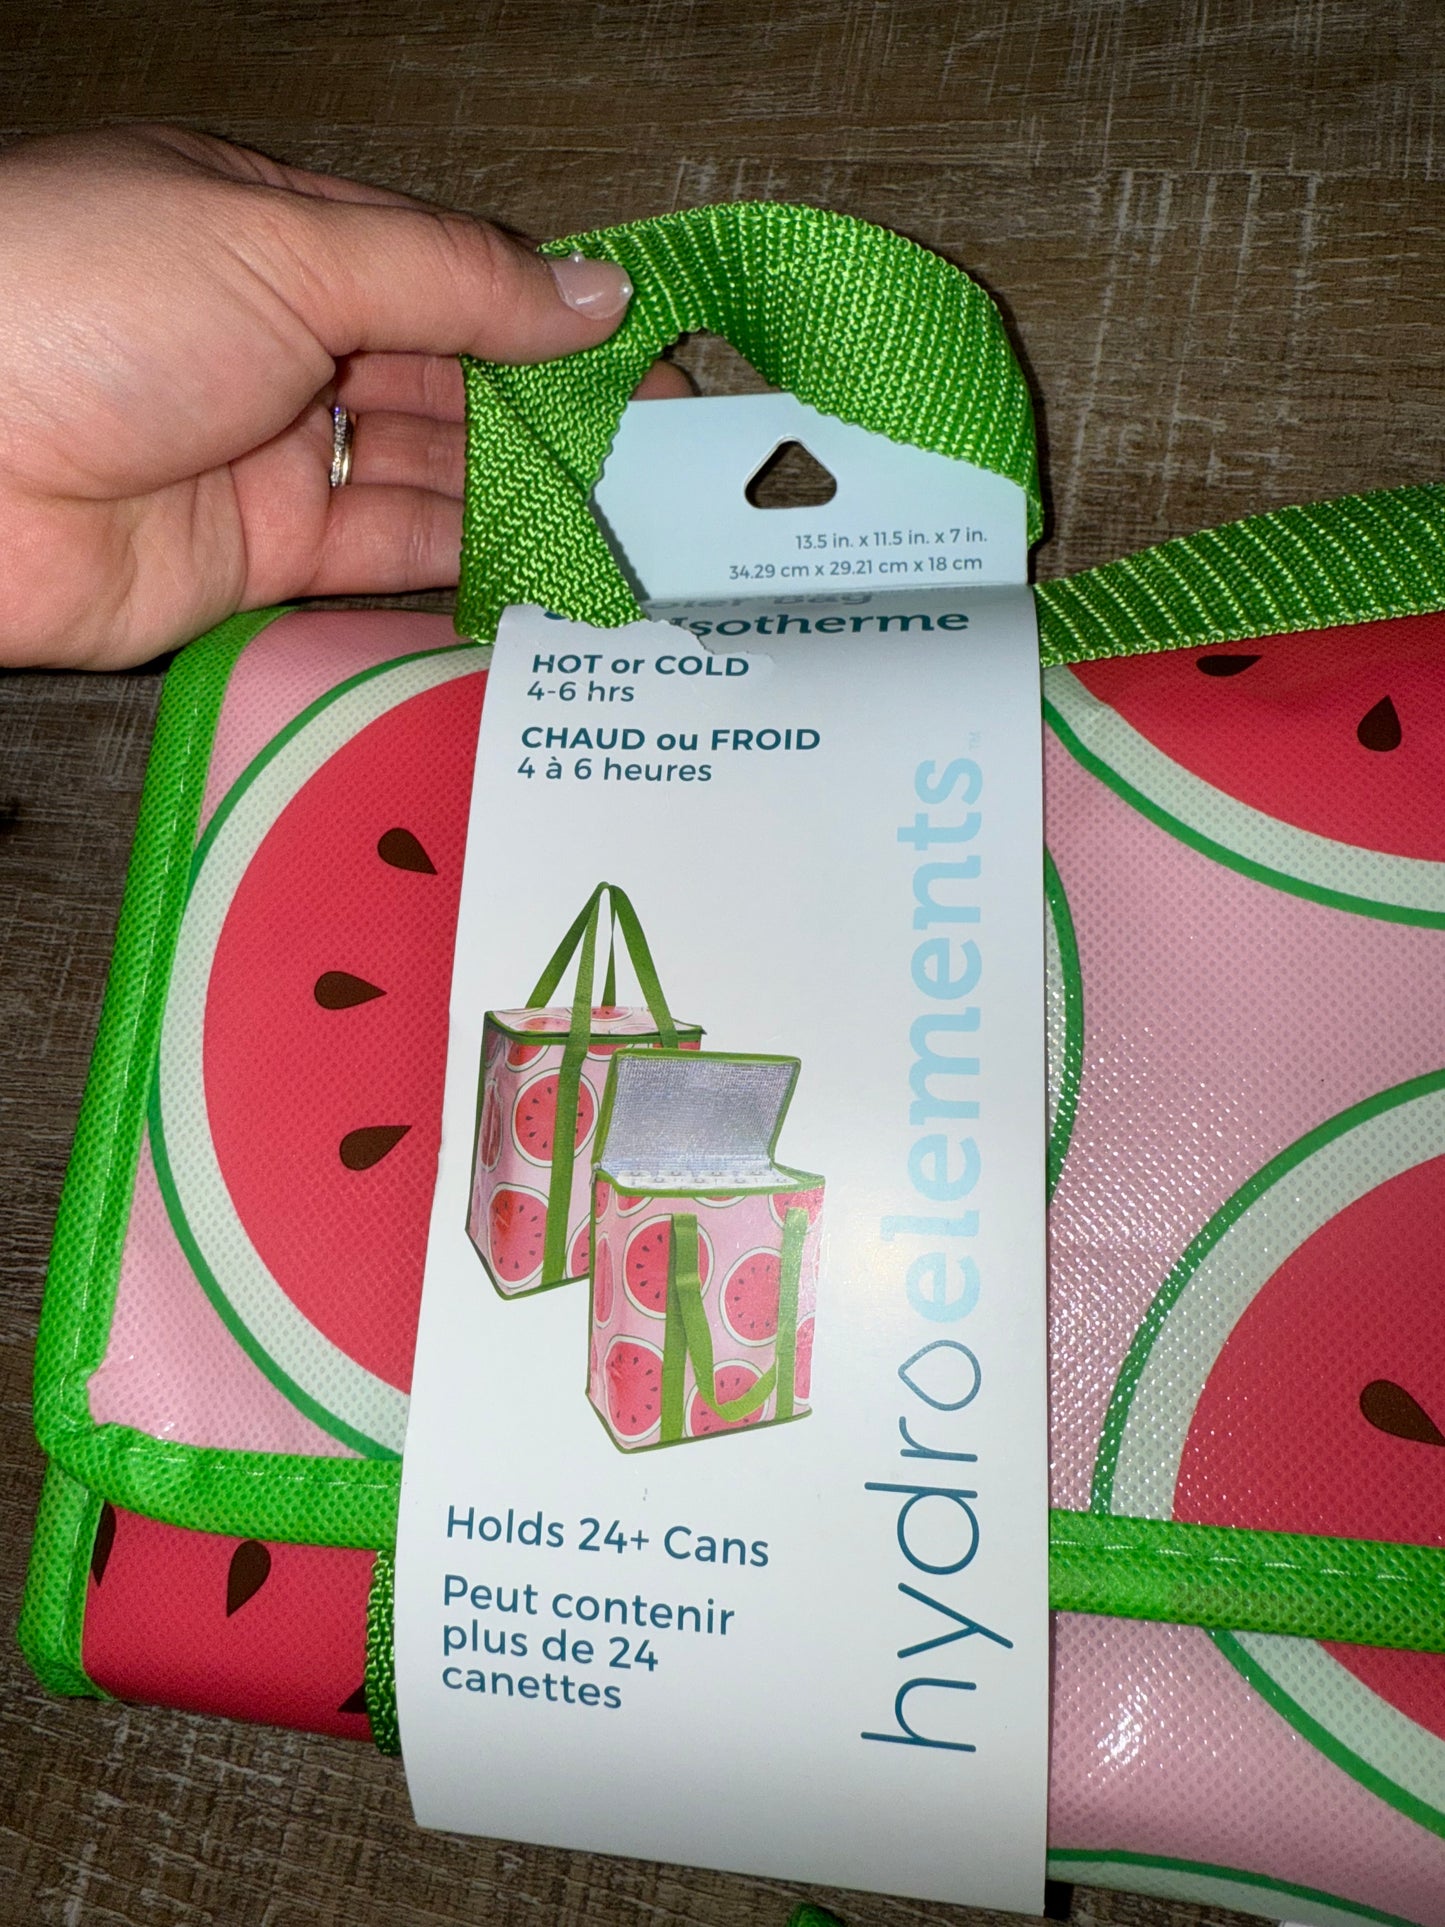 13.5 in. x 11.5 in. x 7 in.
34.29 cm x 29.21 cm x 18 cm
Bag
Isotherme
HOT or COLD
4-6 hrs
CHAUD ou FROID
4 à 6 heures
hydroelements™
Holds 24+ Cans
Peut contenir
plus de 24
canettes